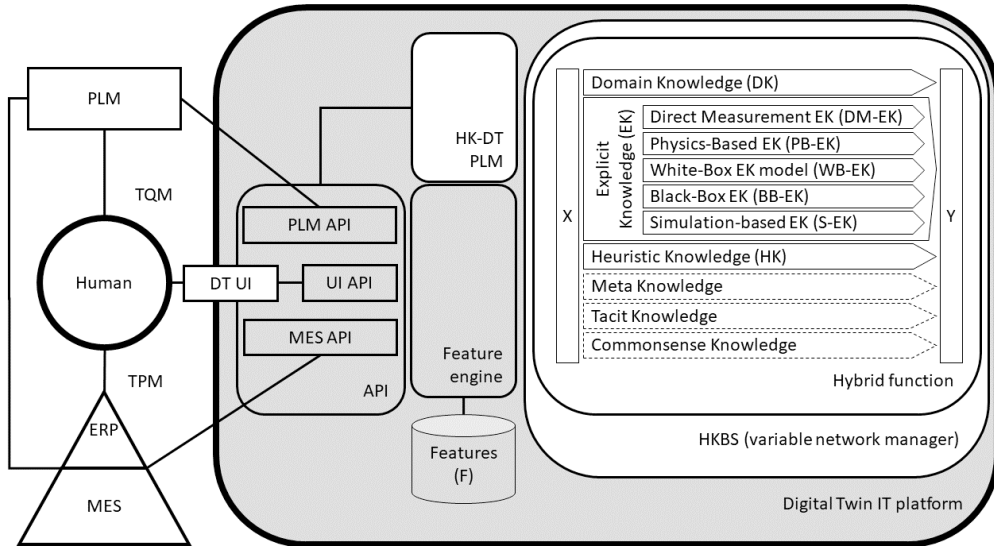 PLM
TQM
Human
TPM
ERP
MES
DT UI
PLM API
UI API
MES API
API
HK-DT
PLM
Feature
engine
Features
(F)
X
Domain Knowledge (DK)
Explicit
Knowledge (EK)
Direct Measurement EK (DM-EK)
Physics-Based EK (PB-EK)
White-Box EK model (WB-EK)
Black-Box EK (BB-EK)
Simulation-based EK (S-EK)
Heuristic Knowledge (HK)
Meta Knowledge
Tacit Knowledge
Commonsense Knowledge
Y
Hybrid function
HKBS (variable network manager)
Digital Twin IT platform